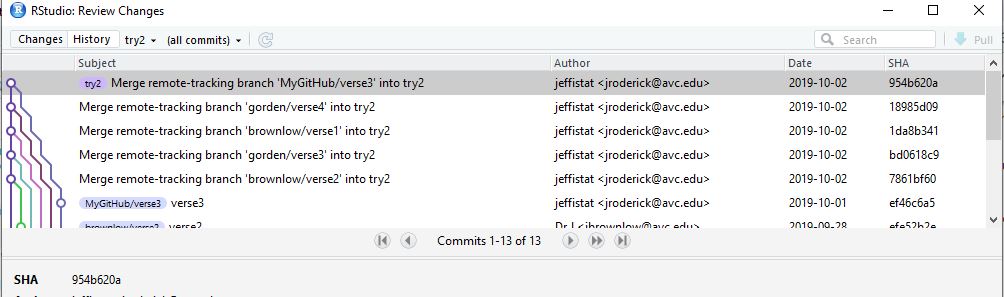 RStudio: Review Changes
Changes History try2 (all commits) Search Pull
Subject Author Date SHA
try2 Merge remote-tracking branch 'MyGitHub/verse3' into try2 jeffistat <jroderick@avc.edu> 2019-10-02 954b620a
Merge remote-tracking branch 'gorden/verse4' into try2 jeffistat <jroderick@avc.edu> 2019-10-02 18985d09
Merge remote-tracking branch 'brownlow/verse1' into try2 jeffistat <jroderick@avc.edu> 2019-10-02 1da8b341
Merge remote-tracking branch 'gorden/verse3' into try2 jeffistat <jroderick@avc.edu> 2019-10-02 bd0618c9
Merge remote-tracking branch 'brownlow/verse2' into try2 jeffistat <jroderick@avc.edu> 2019-10-02 7861bf60
MyGitHub/verse3 verse3 jeffistat <jroderick@avc.edu> 2019-10-01 ef46c6a5
brownlow/verse2 verse2 <jbrownlow@avc.edu> 2019-09-28 efe52b2e
Commits 1-13 of 13
SHA 954b620a